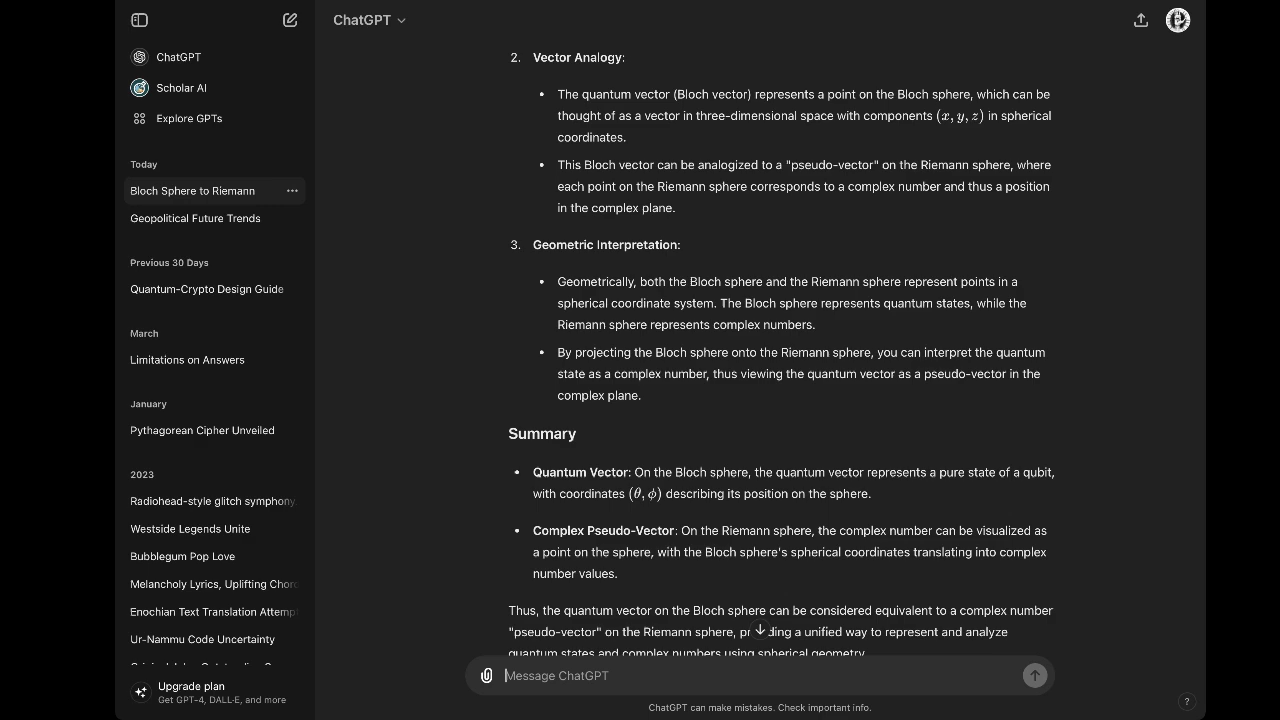 ChatGPT
Scholar AI
Explore GPTs
Today
Bloch Sphere to Riemann
Geopolitical Future Trends
Previous 30 Days
Quantum-Crypto Design Guide
March
Limitations on Answers
January
Pythagorean Cipher Unveiled
2023
Radiohead-style glitch symphony
Westside Legends Unite
Bubblegum Pop Love
Melancholy Lyrics, Uplifting Chor
Enochian Text Translation Attemp
Ur-Nammu Code Uncertainty
Upgrade plan
Get GPT-4, DALL·E, and more
ChatGPT
2. Vector Analogy:
• The quantum vector (Bloch vector) represents a point on the Bloch sphere, which can be
thought of as a vector in three-dimensional space with components (x, y, z) in spherical
coordinates.
• This Bloch vector can be analogized to a "pseudo-vector" on the Riemann sphere, where
each point on the Riemann sphere corresponds to a complex number and thus a position
in the complex plane.
3. Geometric Interpretation:
• Geometrically, both the Bloch sphere and the Riemann sphere represent points in a
spherical coordinate system. The Bloch sphere represents quantum states, while the
Riemann sphere represents complex numbers.
• By projecting the Bloch sphere onto the Riemann sphere, you can interpret the quantum
state as a complex number, thus viewing the quantum vector as a pseudo-vector in the
complex plane.
Summary
• Quantum Vector: On the Bloch sphere, the quantum vector represents a pure state of a qubit,
with coordinates (θ, ϕ) describing its position on the sphere.
• Complex Pseudo-Vector: On the Riemann sphere, the complex number can be visualized as
a point on the sphere, with the Bloch sphere's spherical coordinates translating into complex
number values.
Thus, the quantum vector on the Bloch sphere can be considered equivalent to a complex number
"pseudo-vector" on the Riemann sphere, pr ding a unified way to represent and analyze
quantum states and complex numbers using spherical geometry.
Message ChatGPT
ChatGPT can make mistakes. Check important info.
?